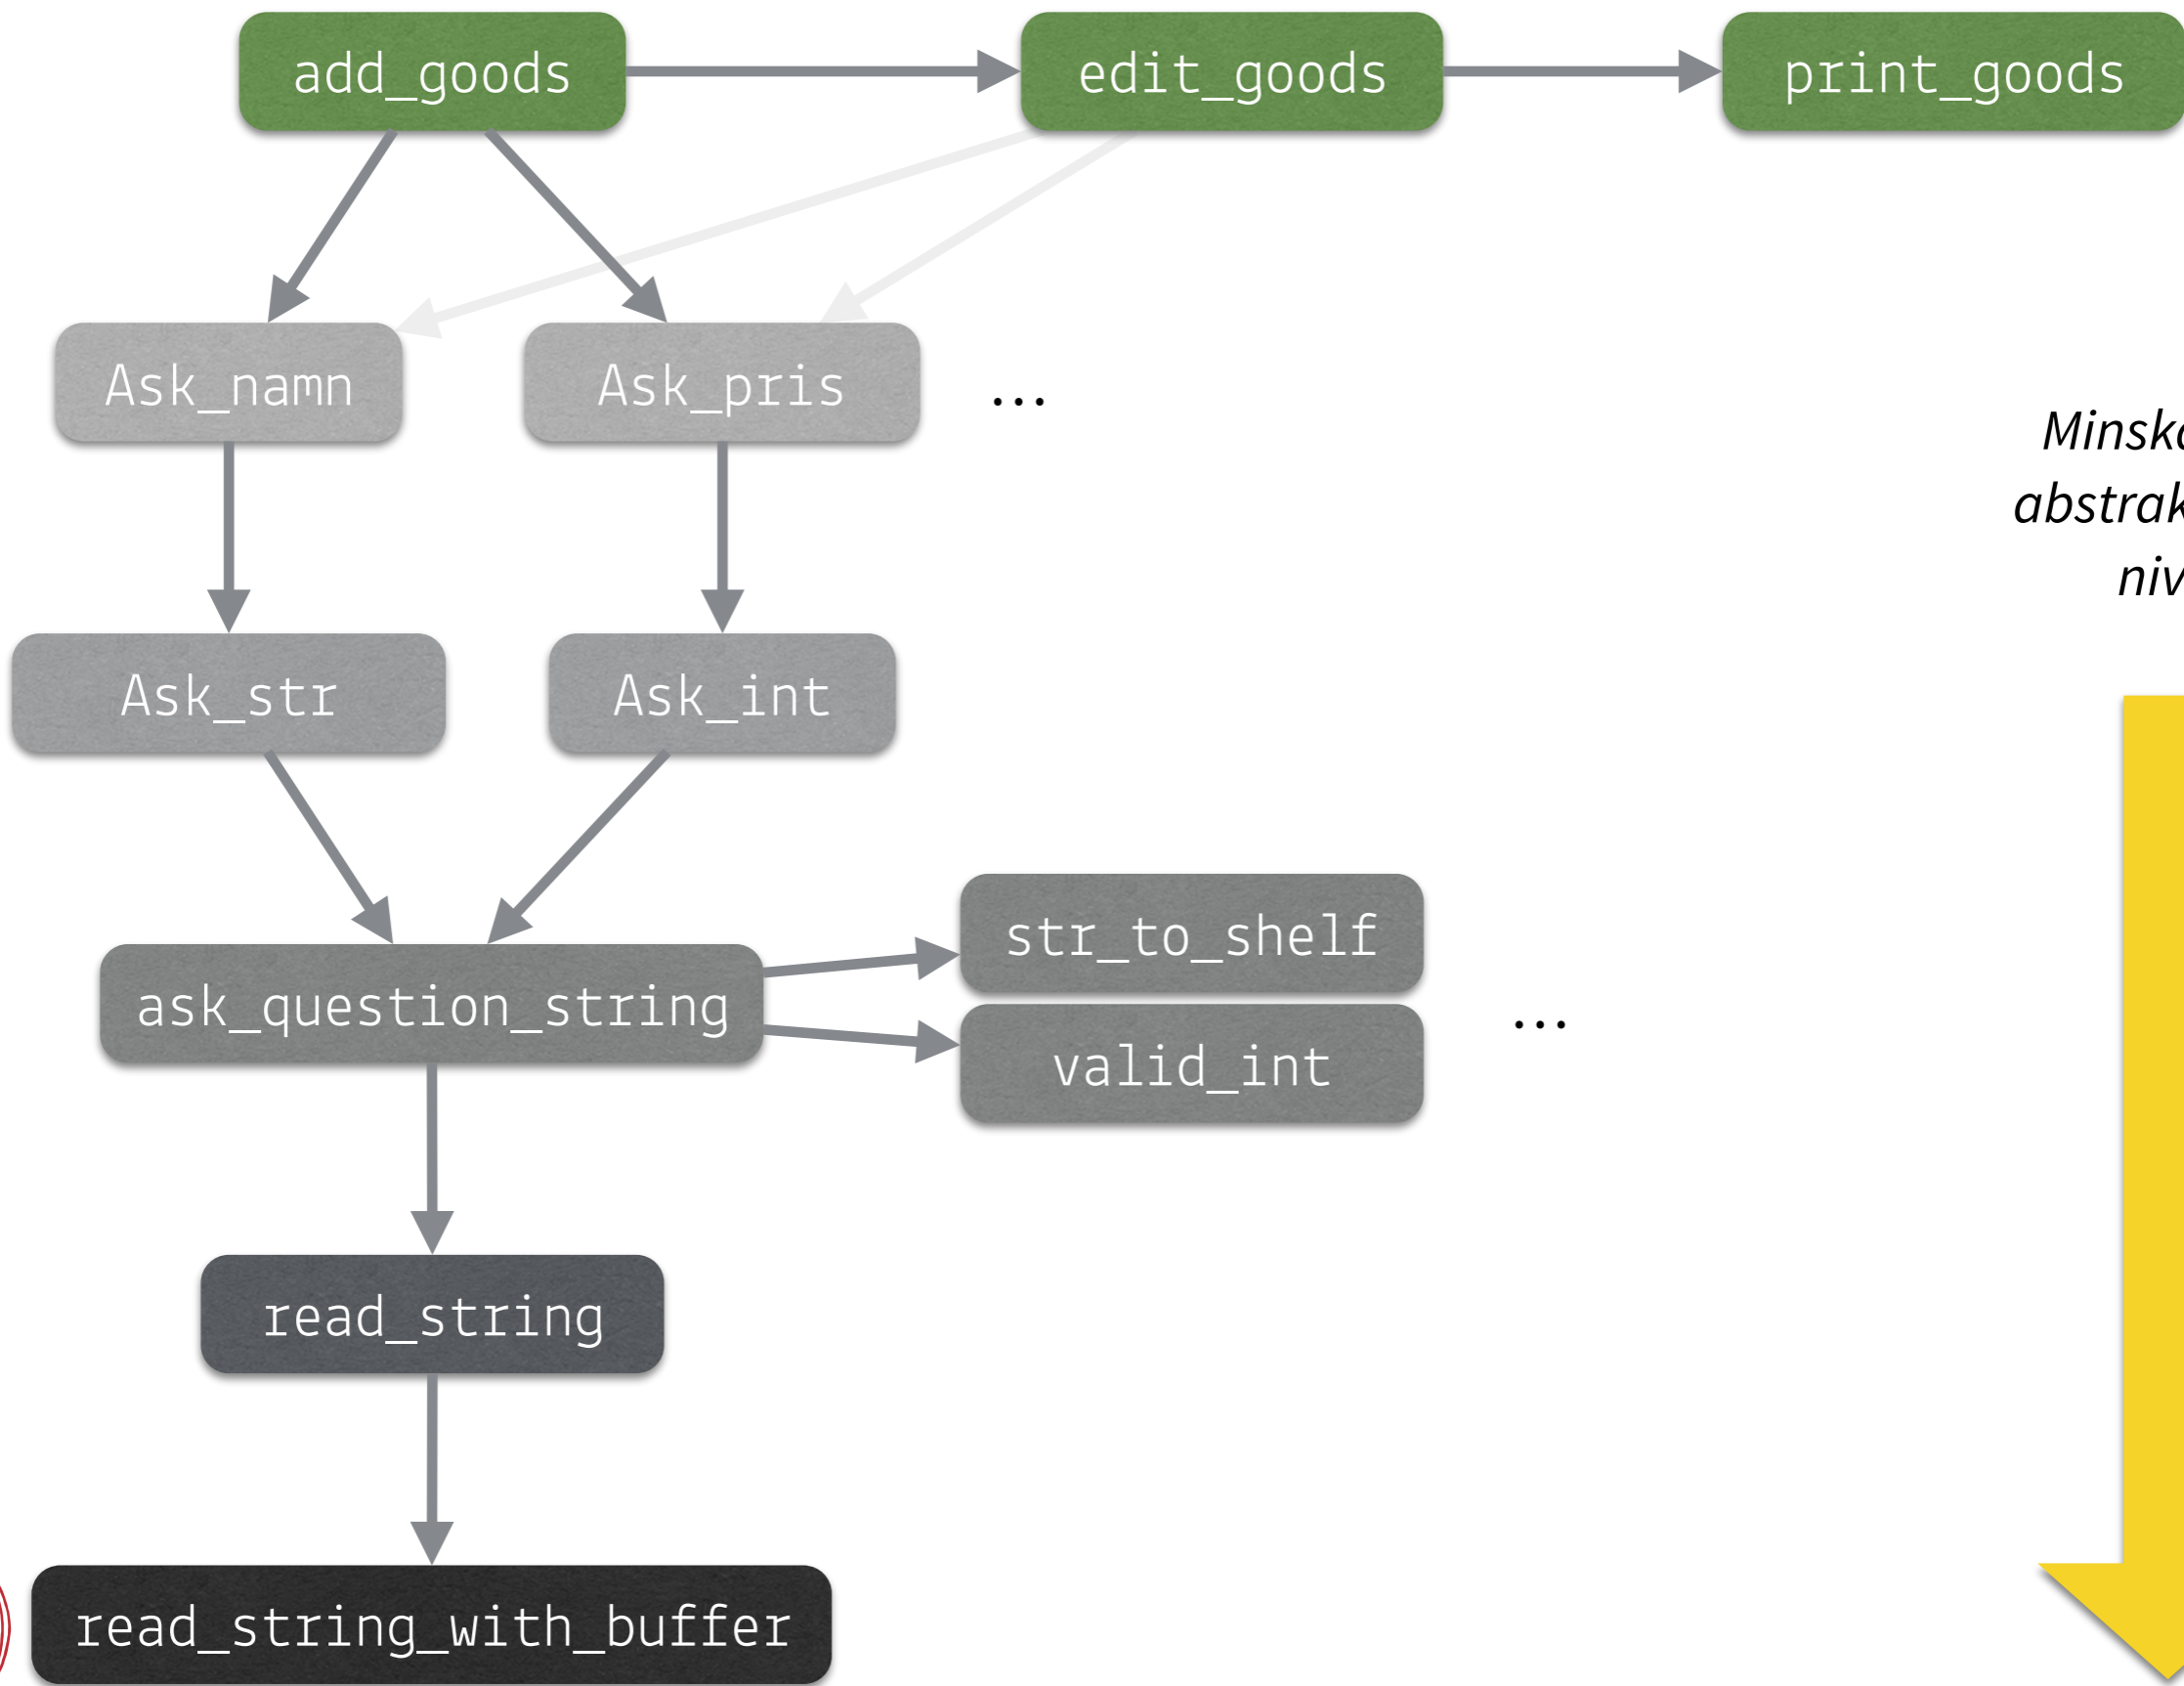 add_goods
edit_goods
print_goods
Ask_namn
Ask_pris
...
Ask_str
Ask_int
ask_question_string
str_to_shelf
valid_int
...
read_string
read_string_with_buffer